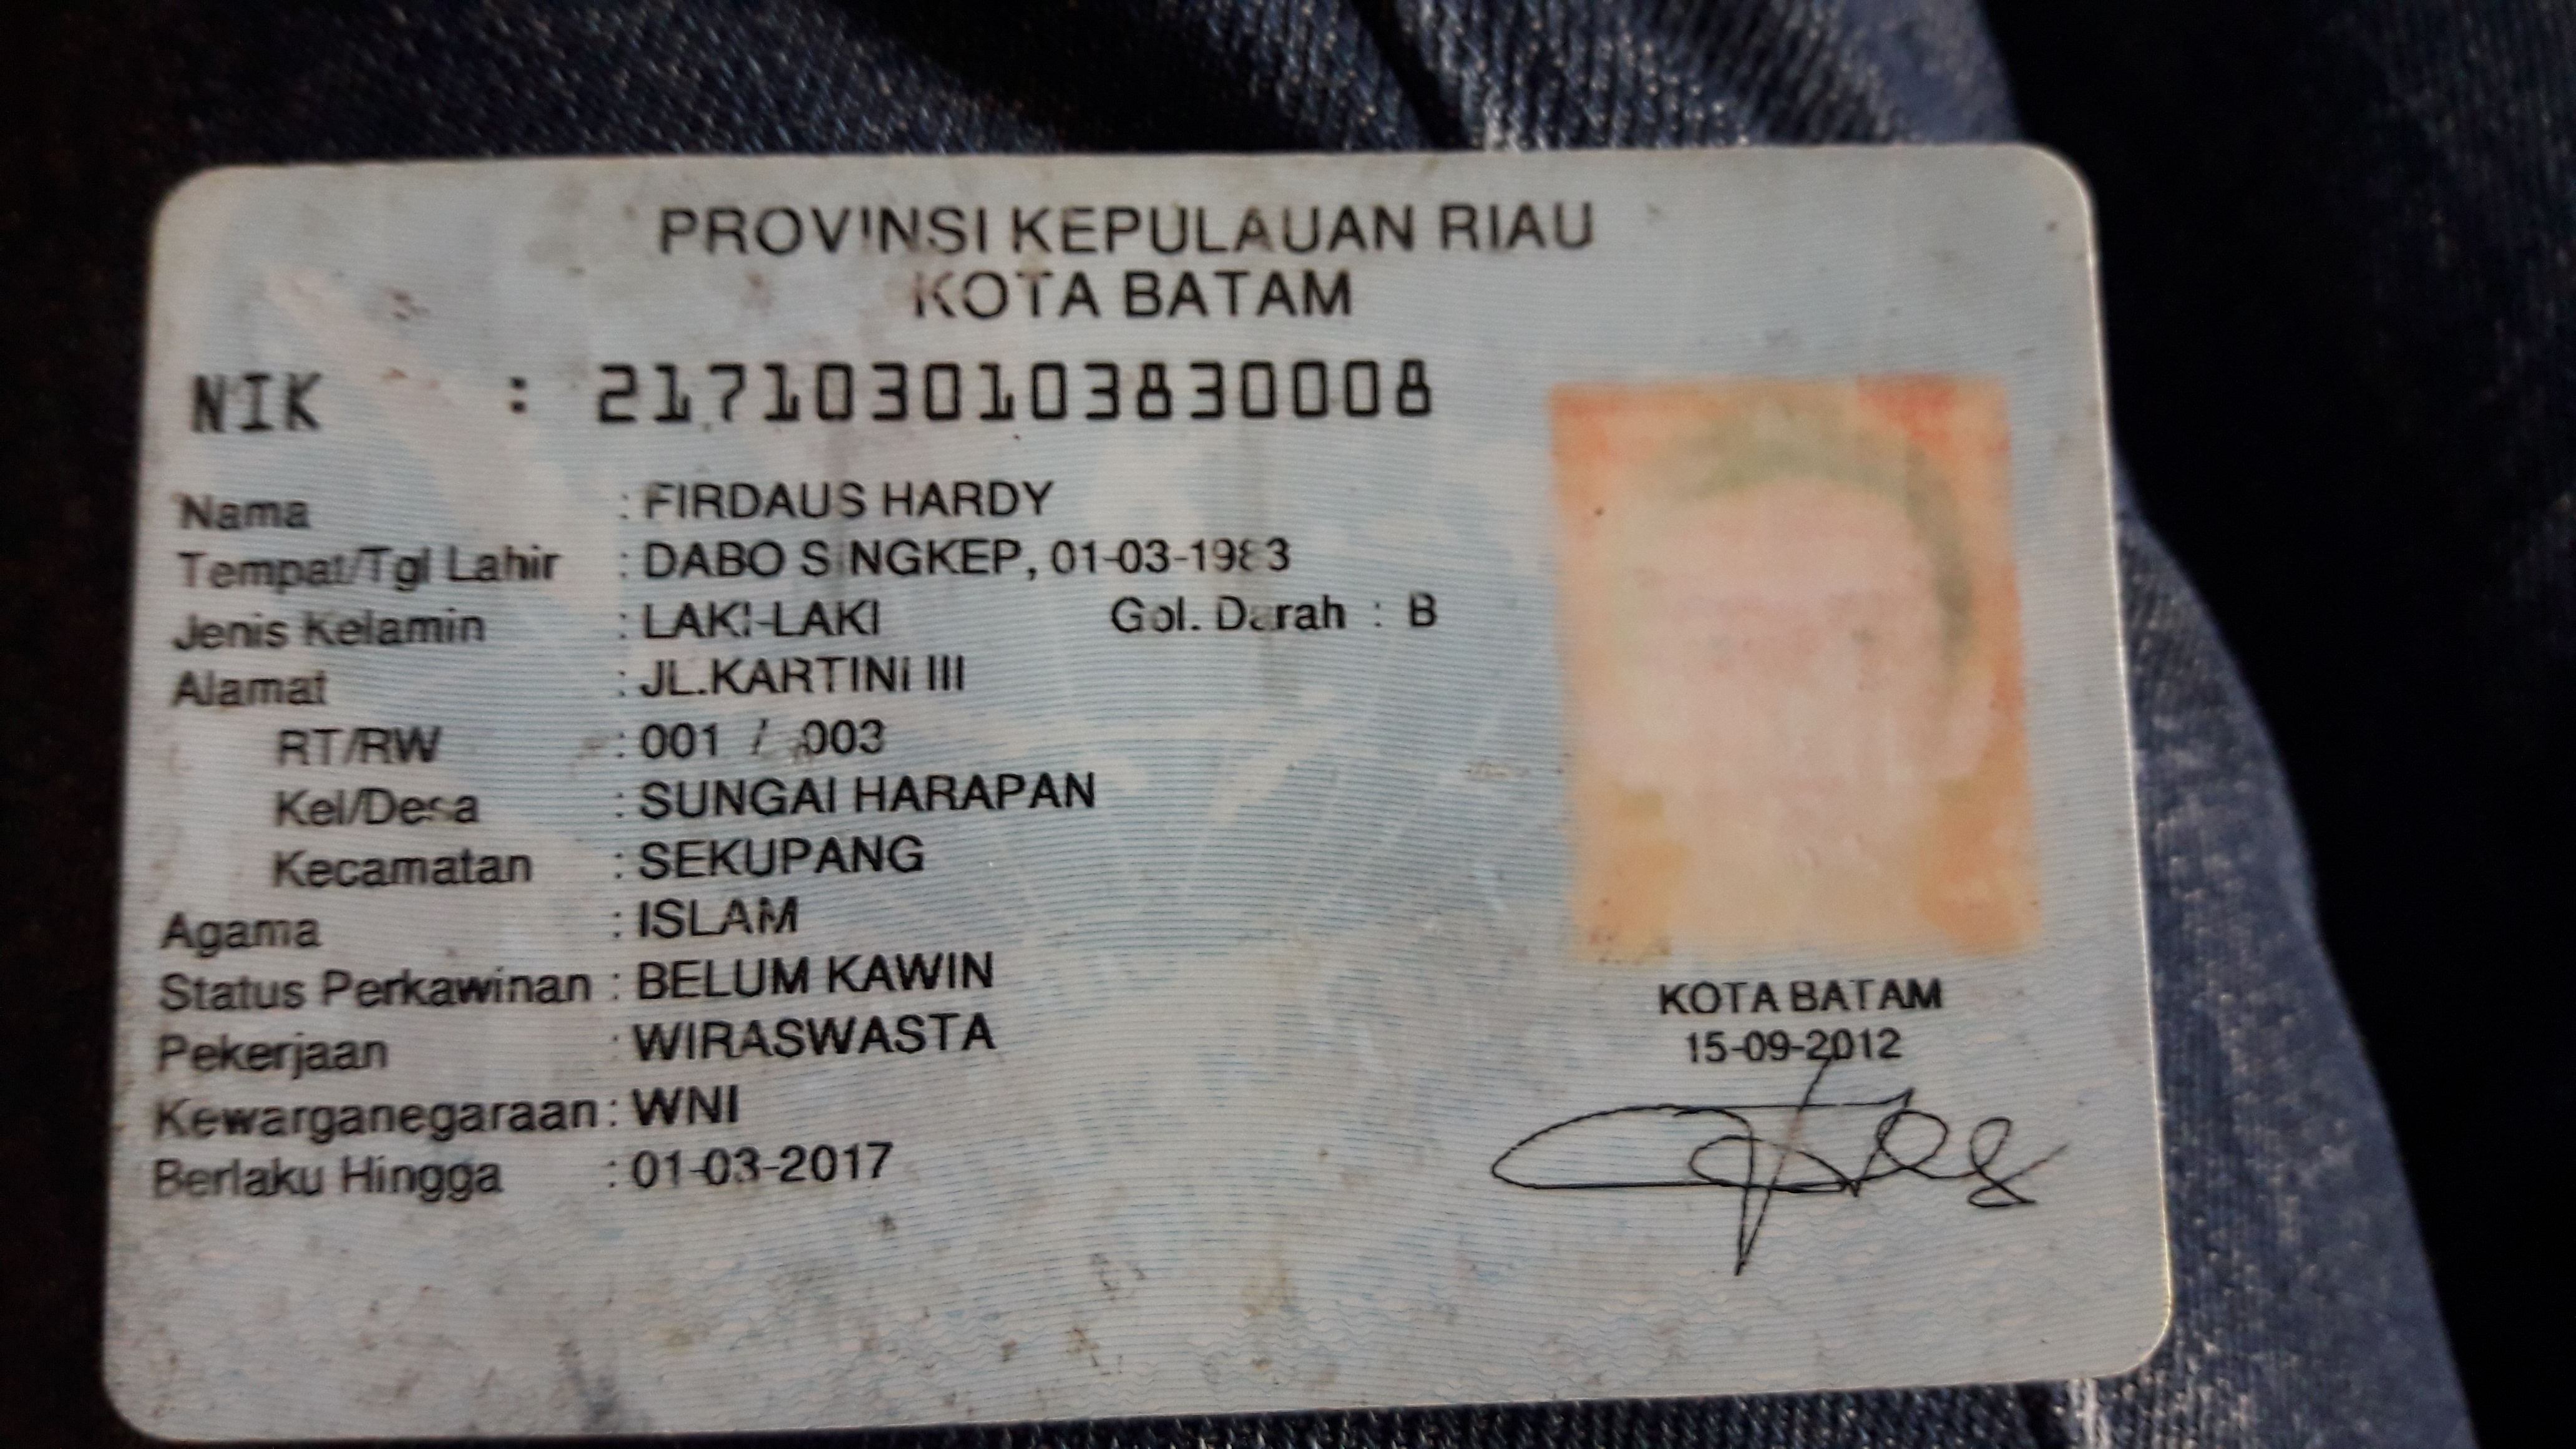 PROVINSI KEPULAUAN RIAU
KOTA BATAM
NIK : 2171030103830008
Nama : FIRDAUS HARDY
Tempat/Tgl Lahir : DABO SINGKEP, 01-03-1983
Jenis Kelamin : LAKI-LAKI Gol. Darah : B
Alamat : JL.KARTINI III
RT/RW : 001 / 003
Kel/Desa : SUNGAI HARAPAN
Kecamatan : SEKUPANG
Agama : ISLAM
Status Perkawinan : BELUM KAWIN
Pekerjaan : WIRASWASTA
Kewarganegaraan : WNI
Berlaku Hingga : 01-03-2017
KOTA BATAM
15-09-2012